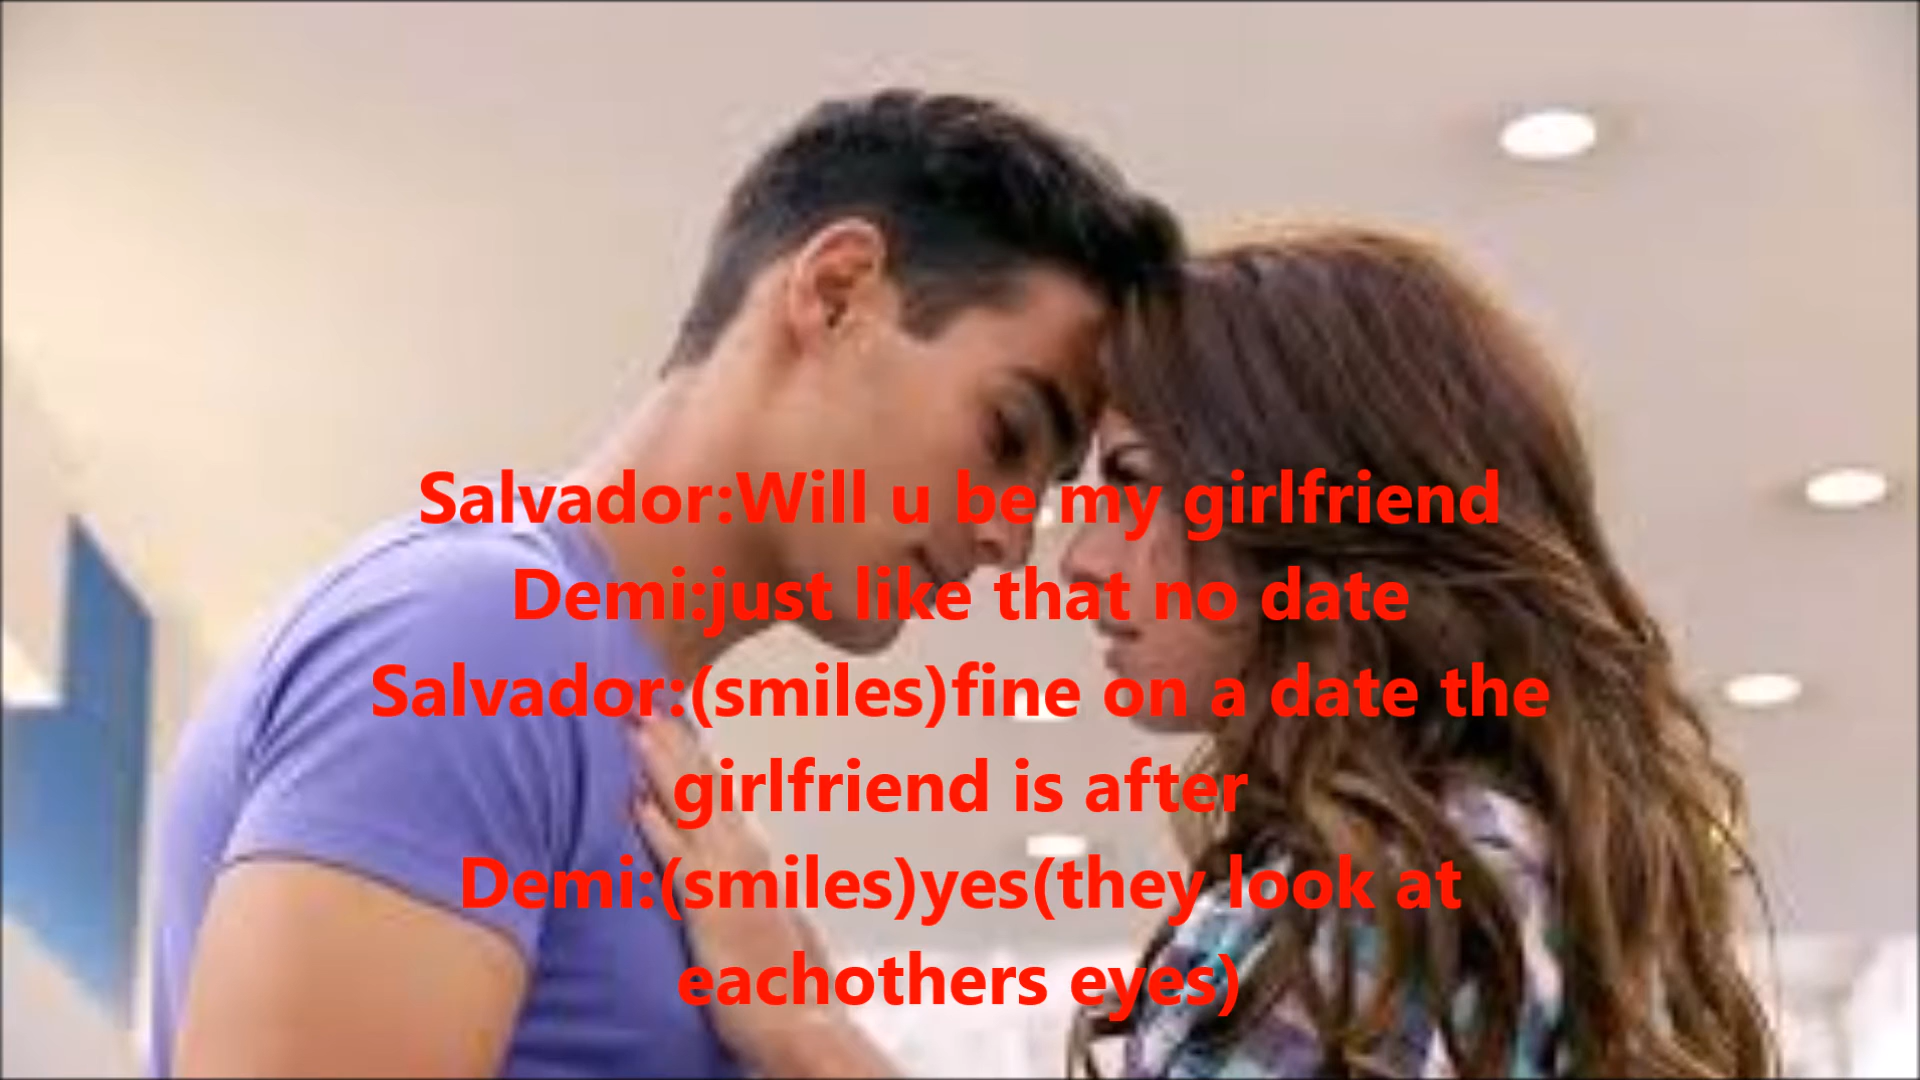 Salvador:Will u be my girlfriend
Demi:just like that no date
Salvador:(smiles)fine on a date the
girlfriend is after
Demi:(smiles)yes(they look at
eachothers eyes)